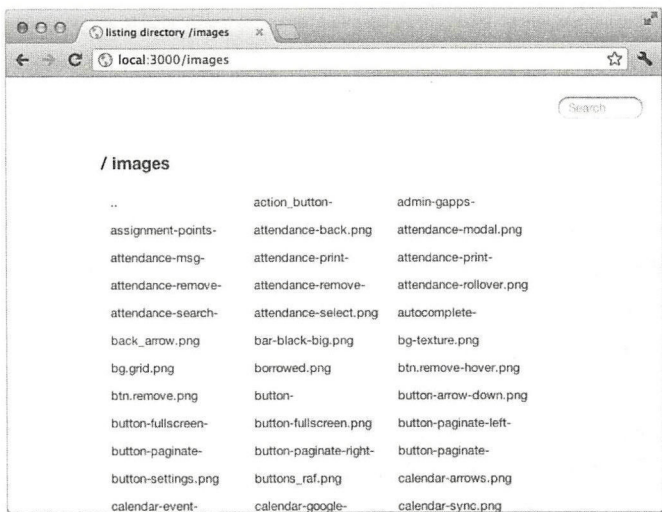 listing directory /images
local:3000/images
Search
/ images
.. action_button- admin-gapps-
assignment-points- attendance-back.png attendance-modal.png
attendance-msg- attendance-print- attendance-print-
attendance-remove- attendance-remove- attendance-rollover.png
attendance-search- attendance-select.png autocomplete-
back_arrow.png bar-black-big.png bg-texture.png
bg.grid.png borrowed.png btn.remove-hover.png
btn.remove.png button- button-arrow-down.png
button-fullscreen- button-fullscreen.png button-paginate-left-
button-paginate- button-paginate-right- button-paginate-
button-settings.png buttons_raf.png calendar-arrows.png
calendar-event- calendar-google- calendar-sync.png